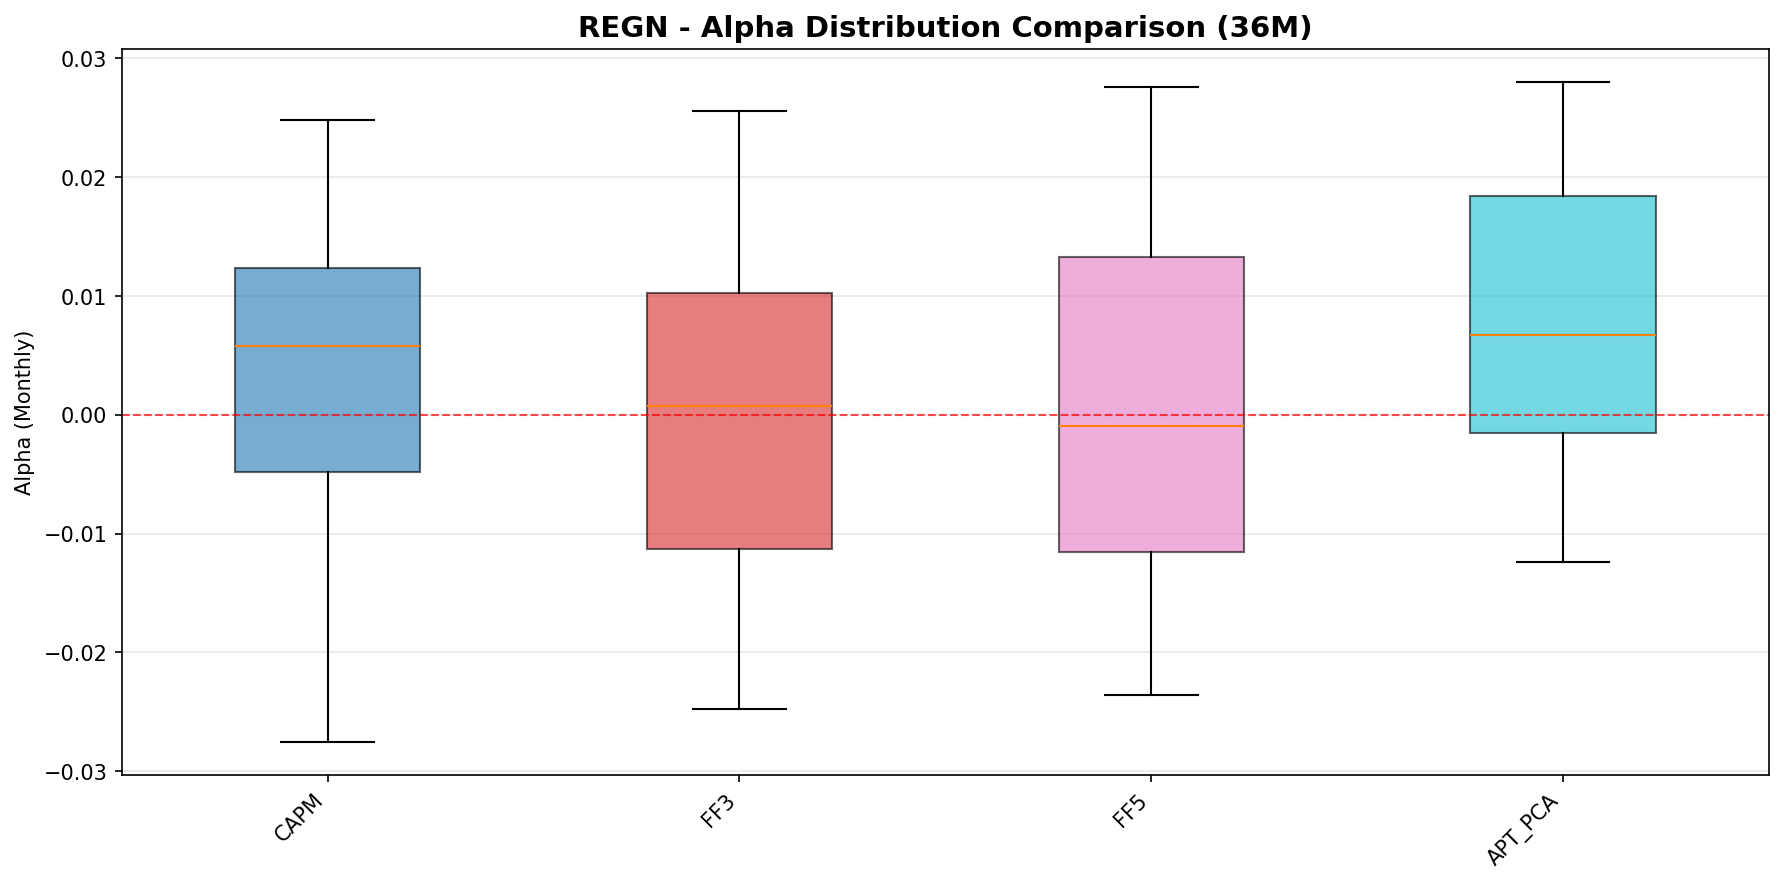 REGN - Alpha Distribution Comparison (36M)
Alpha (Monthly)
0.03
0.02
0.01
0.00
−0.01
−0.02
−0.03
CAPM
FF3
FF5
APT_PCA